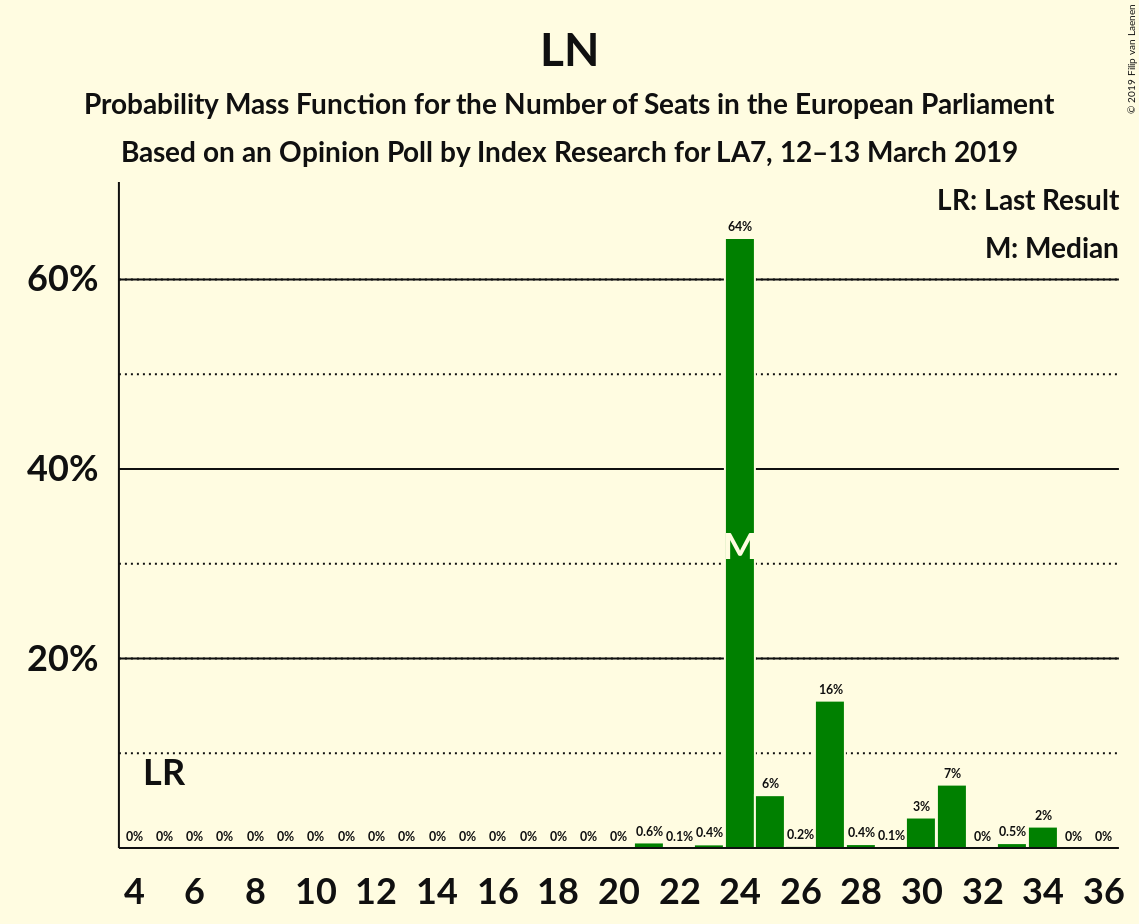 LN
Probability Mass Function for the Number of Seats in the European Parliament
Based on an Opinion Poll by Index Research for LA7, 12–13 March 2019
© 2019 Filip van Laenen
LR: Last Result
M: Median
60%
40%
20%
64%
M
16%
LR
6%
7%
3%
2%
0% 0% 0% 0% 0% 0% 0% 0% 0% 0% 0% 0% 0% 0% 0% 0% 0% 0.6% 0.1% 0.4% 0.2% 0.4% 0.1% 0% 0.5% 0% 0%
4 6 8 10 12 14 16 18 20 22 24 26 28 30 32 34 36